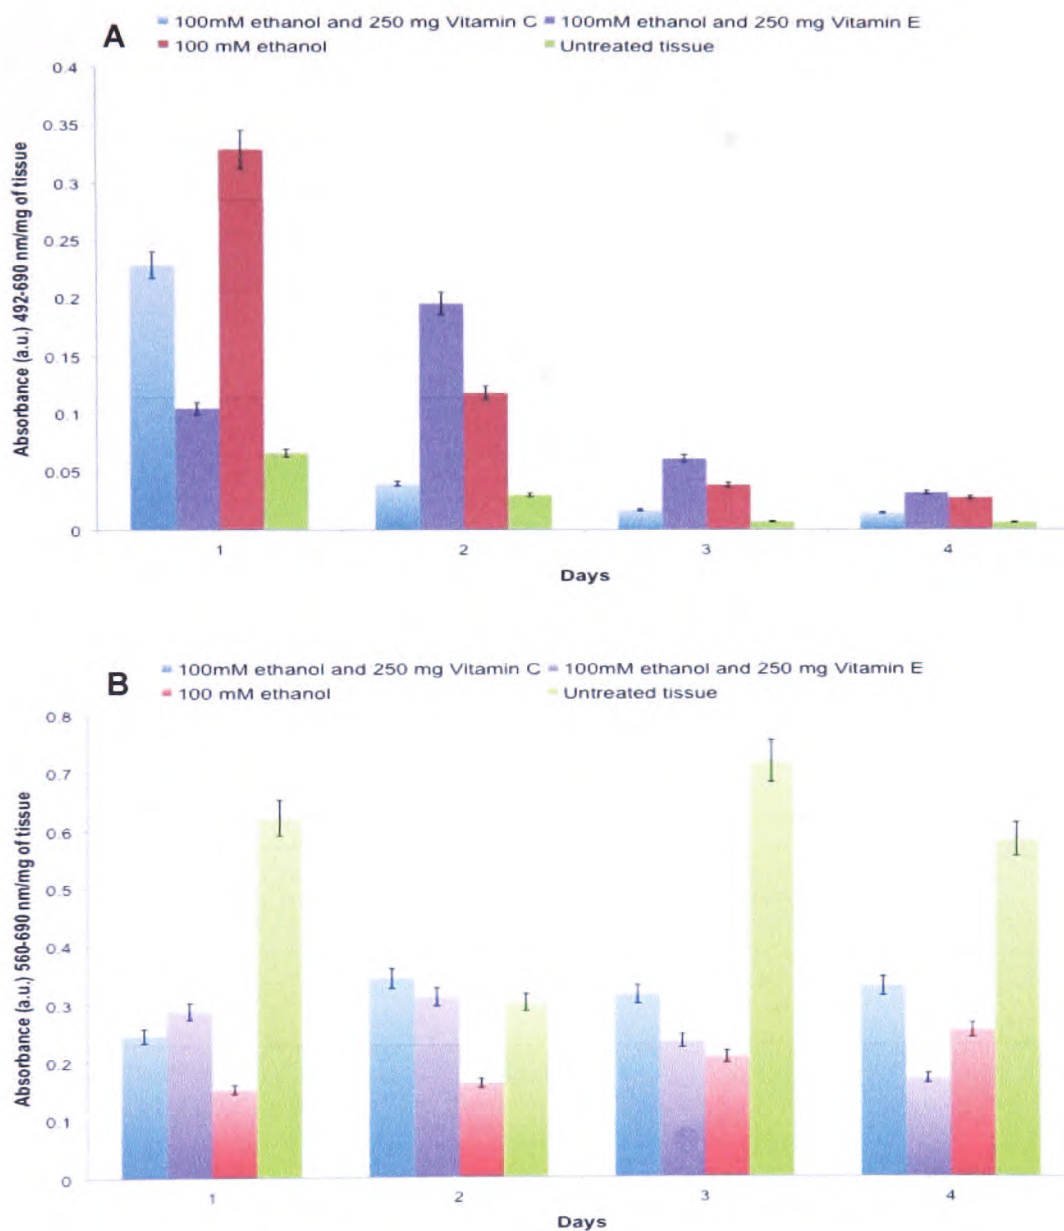 A
100mM ethanol and 250 mg Vitamin C
100mM ethanol and 250 mg Vitamin E
100 mM ethanol
Untreated tissue
Absorbance (a.u.) 492-690 nm/mg of tissue
0.4
0.35
0.3
0.25
0.2
0.15
0.1
0.05
0
1
2
3
4
Days
B
100mM ethanol and 250 mg Vitamin C
100mM ethanol and 250 mg Vitamin E
100 mM ethanol
Untreated tissue
Absorbance (a.u.) 560-690 nm/mg of tissue
0.8
0.7
0.6
0.5
0.4
0.3
0.2
0.1
0
1
2
3
4
Days